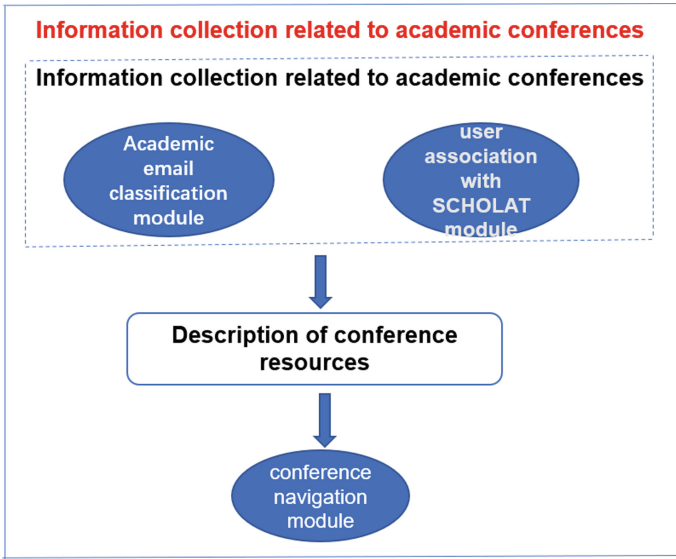 Information collection related to academic conferences
Information collection related to academic conferences
Academic
email
classification
module
user
association
with
SCHOLAT
module
Description of conference
resources
conference
navigation
module